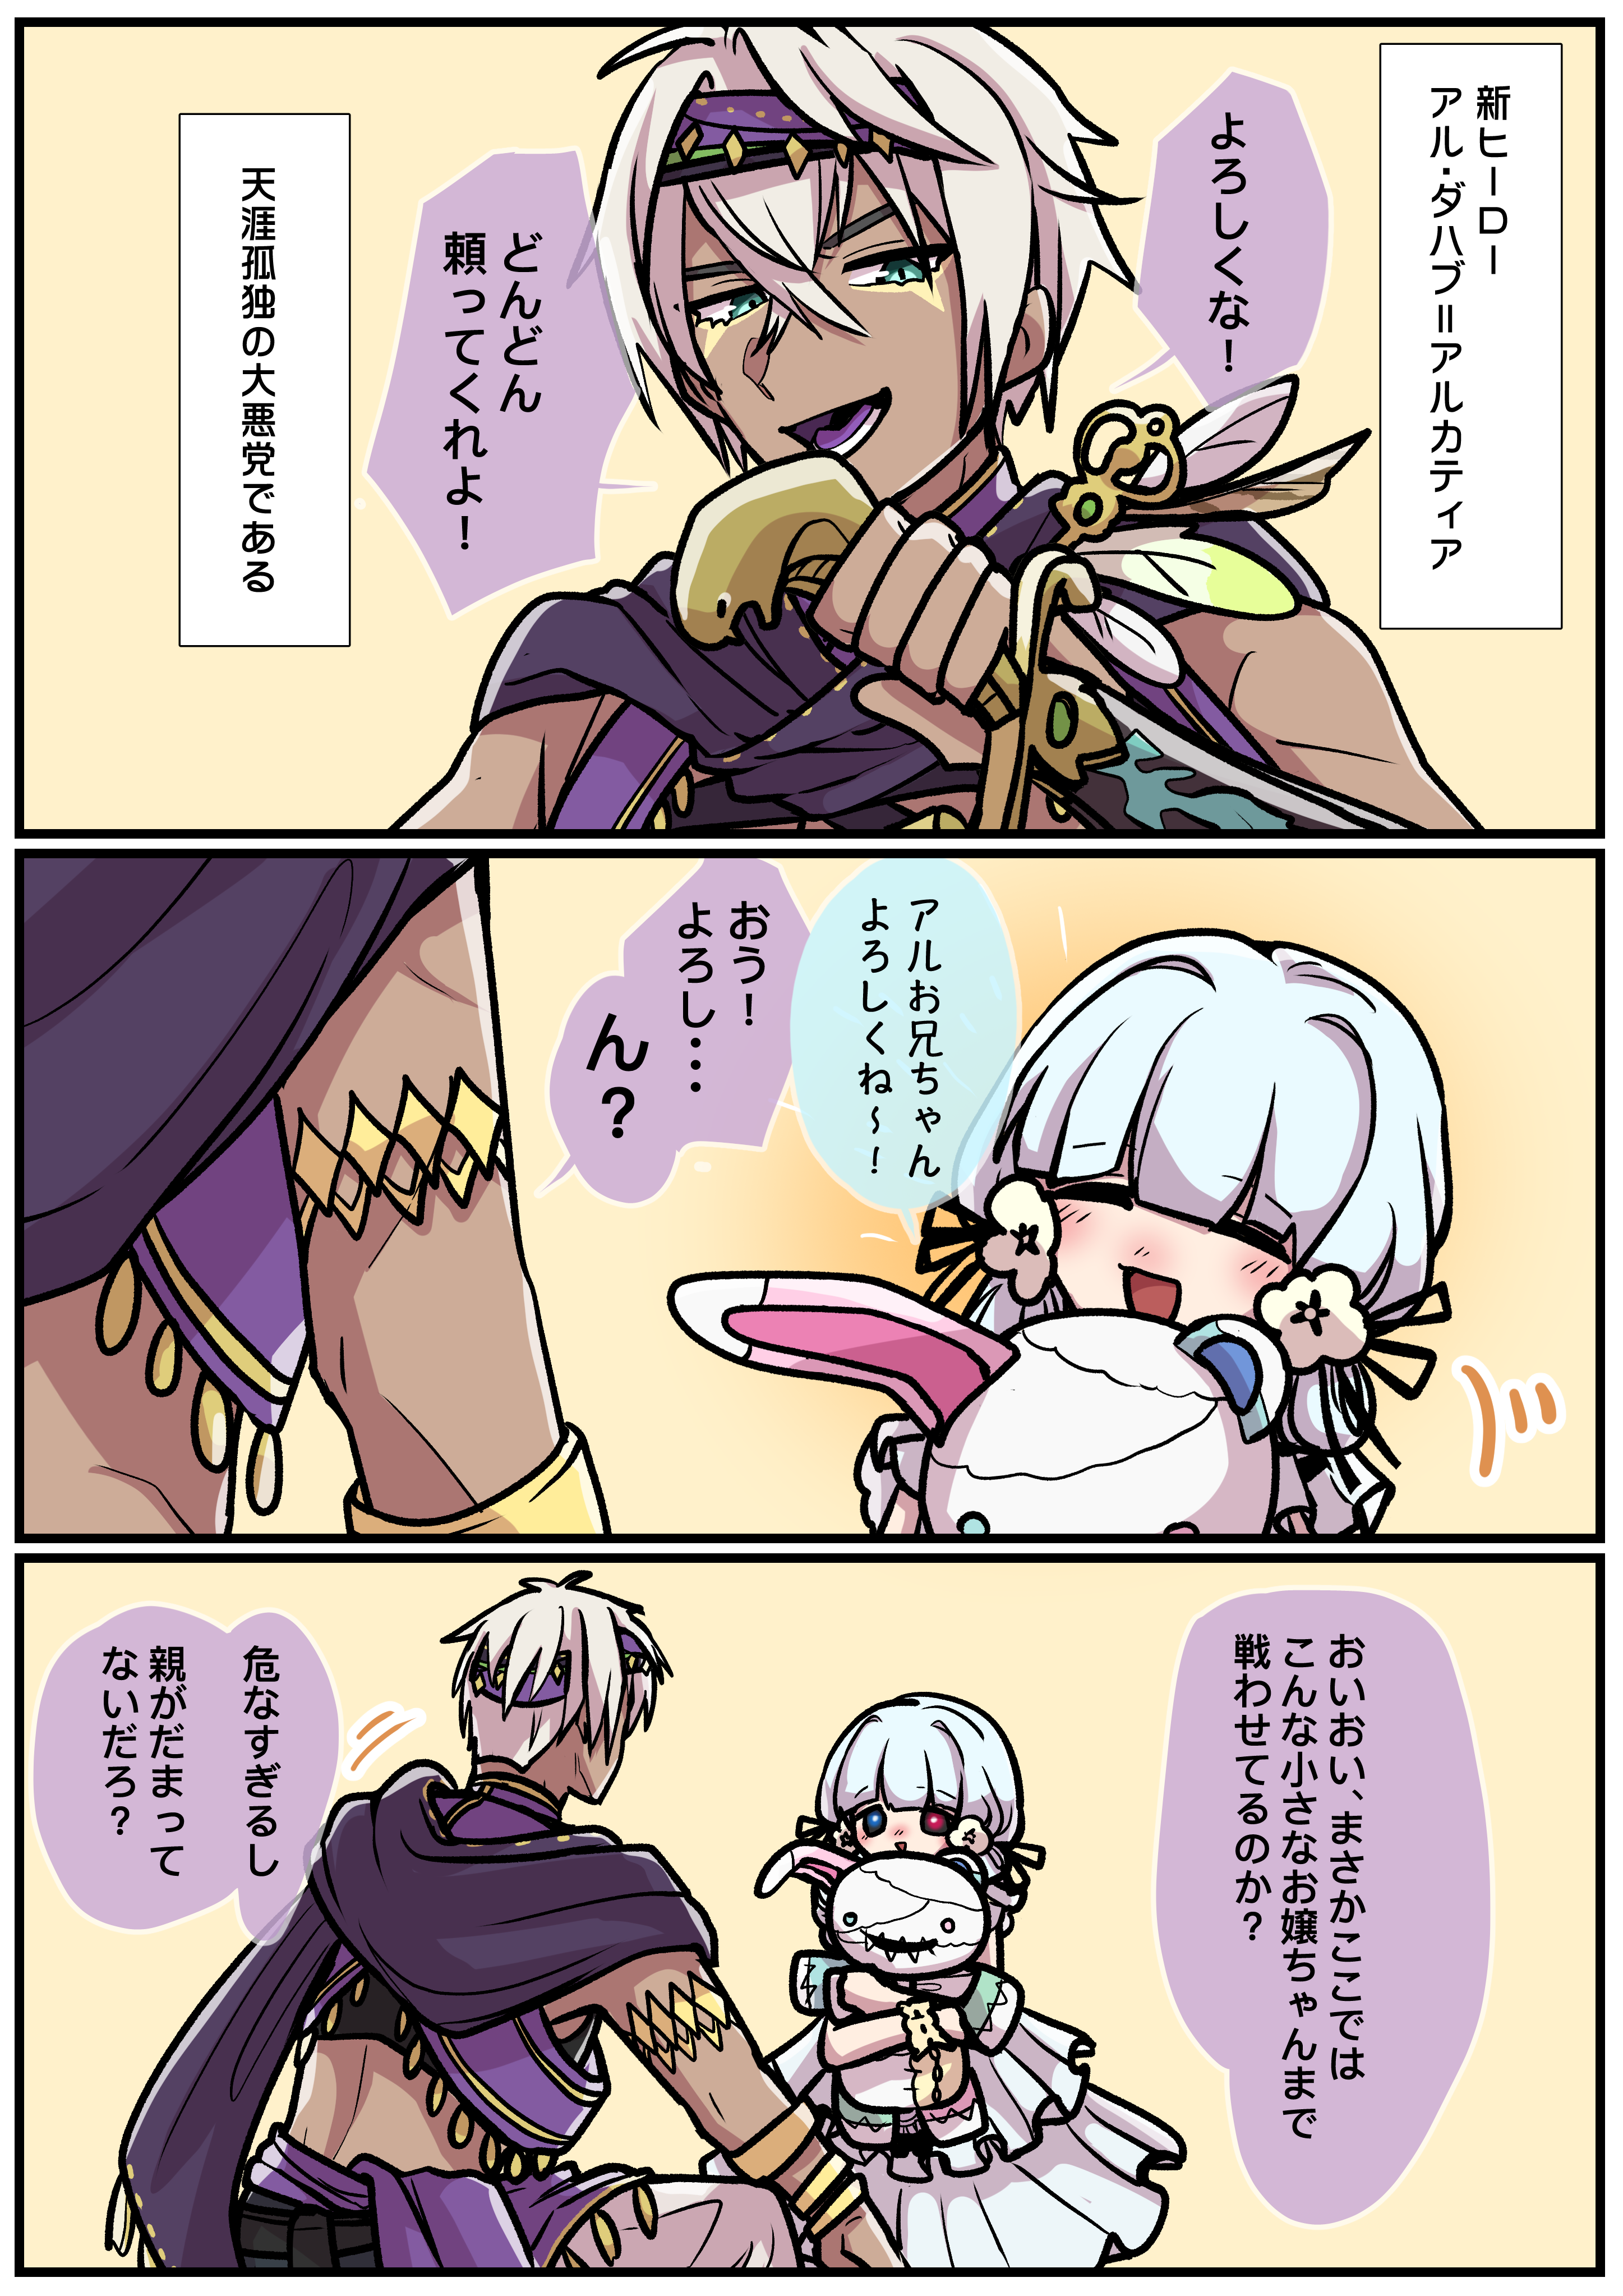 新ヒーロー
アル・ダハブ＝アルカティア
よろしくな！
どんどん
頼ってくれよ！
天涯孤独の大悪党である
アルお兄ちゃん
よろしくね～！
おう！
よろし…
ん？
おいおい、まさかここでは
こんな小さなお嬢ちゃんまで
戦わせてるのか？
危なすぎるし
親がだまって
ないだろ？